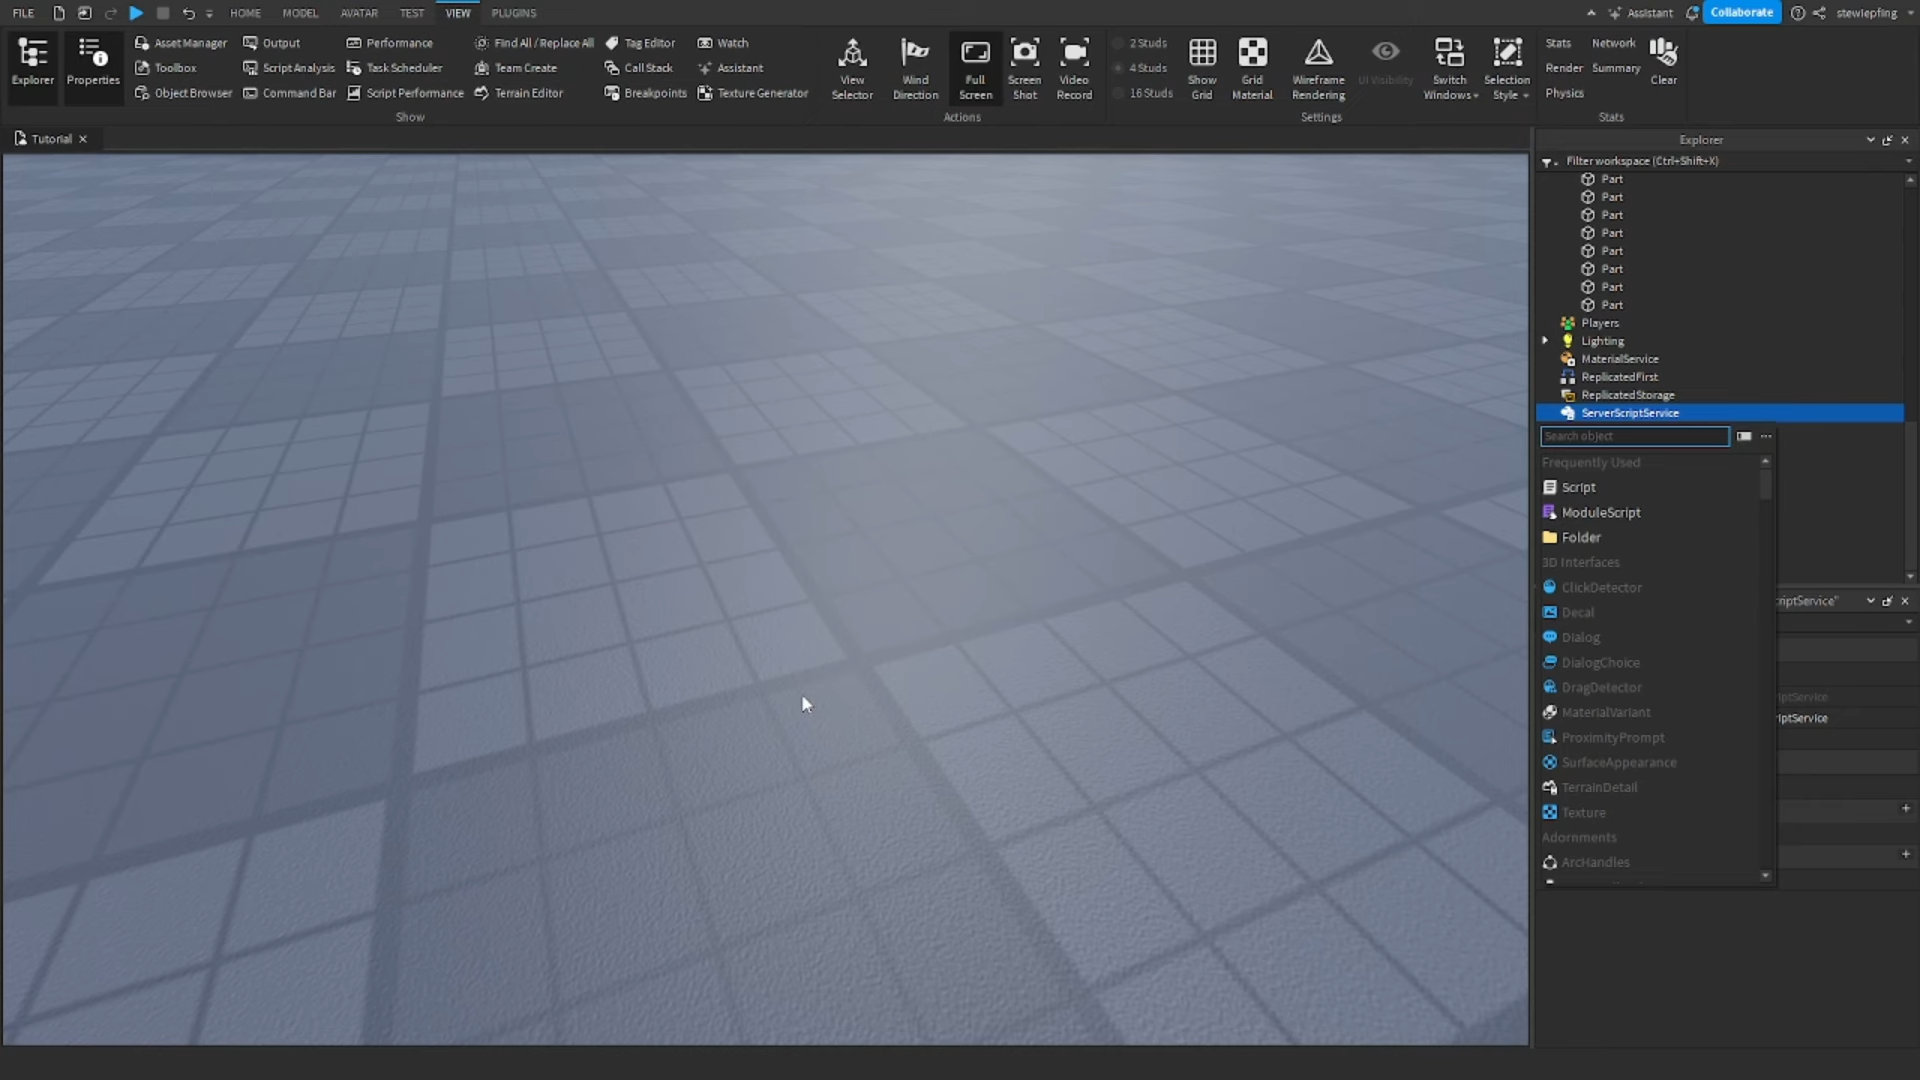 FILE HOME MODEL AVATAR TEST VIEW PLUGINS Assistant Collaborate stewiepfing
Explorer
Properties
Asset Manager Output Performance Find All / Replace All Tag Editor Watch
Toolbox Script Analysis Task Scheduler Team Create Call Stack Assistant
Object Browser Command Bar Script Performance Terrain Editor Breakpoints Texture Generator
Show
View
Selector
Wind
Direction
Full
Screen
Screen
Shot
Video
Record
Actions
2 Studs
4 Studs
16 Studs
Show
Grid
Grid
Material
Wireframe
Rendering
UI Visibility
Switch
Windows
Selection
Style
Settings
Stats Network
Render Summary
Physics
Clear
Stats
Tutorial
Explorer
Filter workspace (Ctrl+Shift+X)
Part
Part
Part
Part
Part
Part
Part
Part
Players
Lighting
MaterialService
ReplicatedFirst
ReplicatedStorage
ServerScriptService
Search object
Frequently Used
Script
ModuleScript
Folder
3D Interfaces
ClickDetector
Decal
Dialog
DialogChoice
DragDetector
MaterialVariant
ProximityPrompt
SurfaceAppearance
TerrainDetail
Texture
Adornments
ArcHandles
iptService"
iptService
iptService